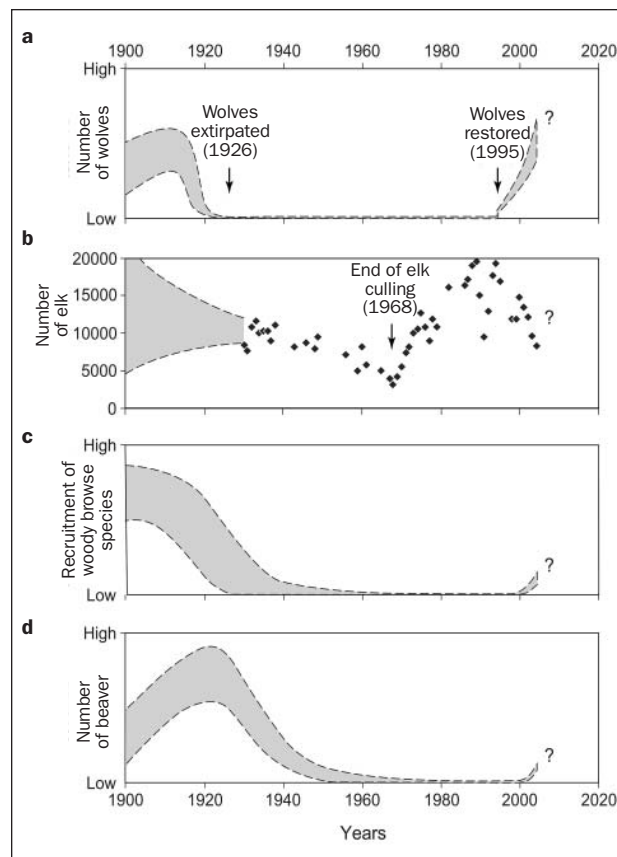 a
1900 1920 1940 1960 1980 2000 2020
High
Number
of wolves
Low
Wolves
extirpated
(1926)
Wolves
restored
(1995)
?
b
20000
15000
10000
5000
0
Number
of elk
End of elk
culling
(1968)
?
c
High
Recruitment of
woody browse
species
Low
?
d
High
Number
of beaver
Low
?
1900 1920 1940 1960 1980 2000 2020
Years